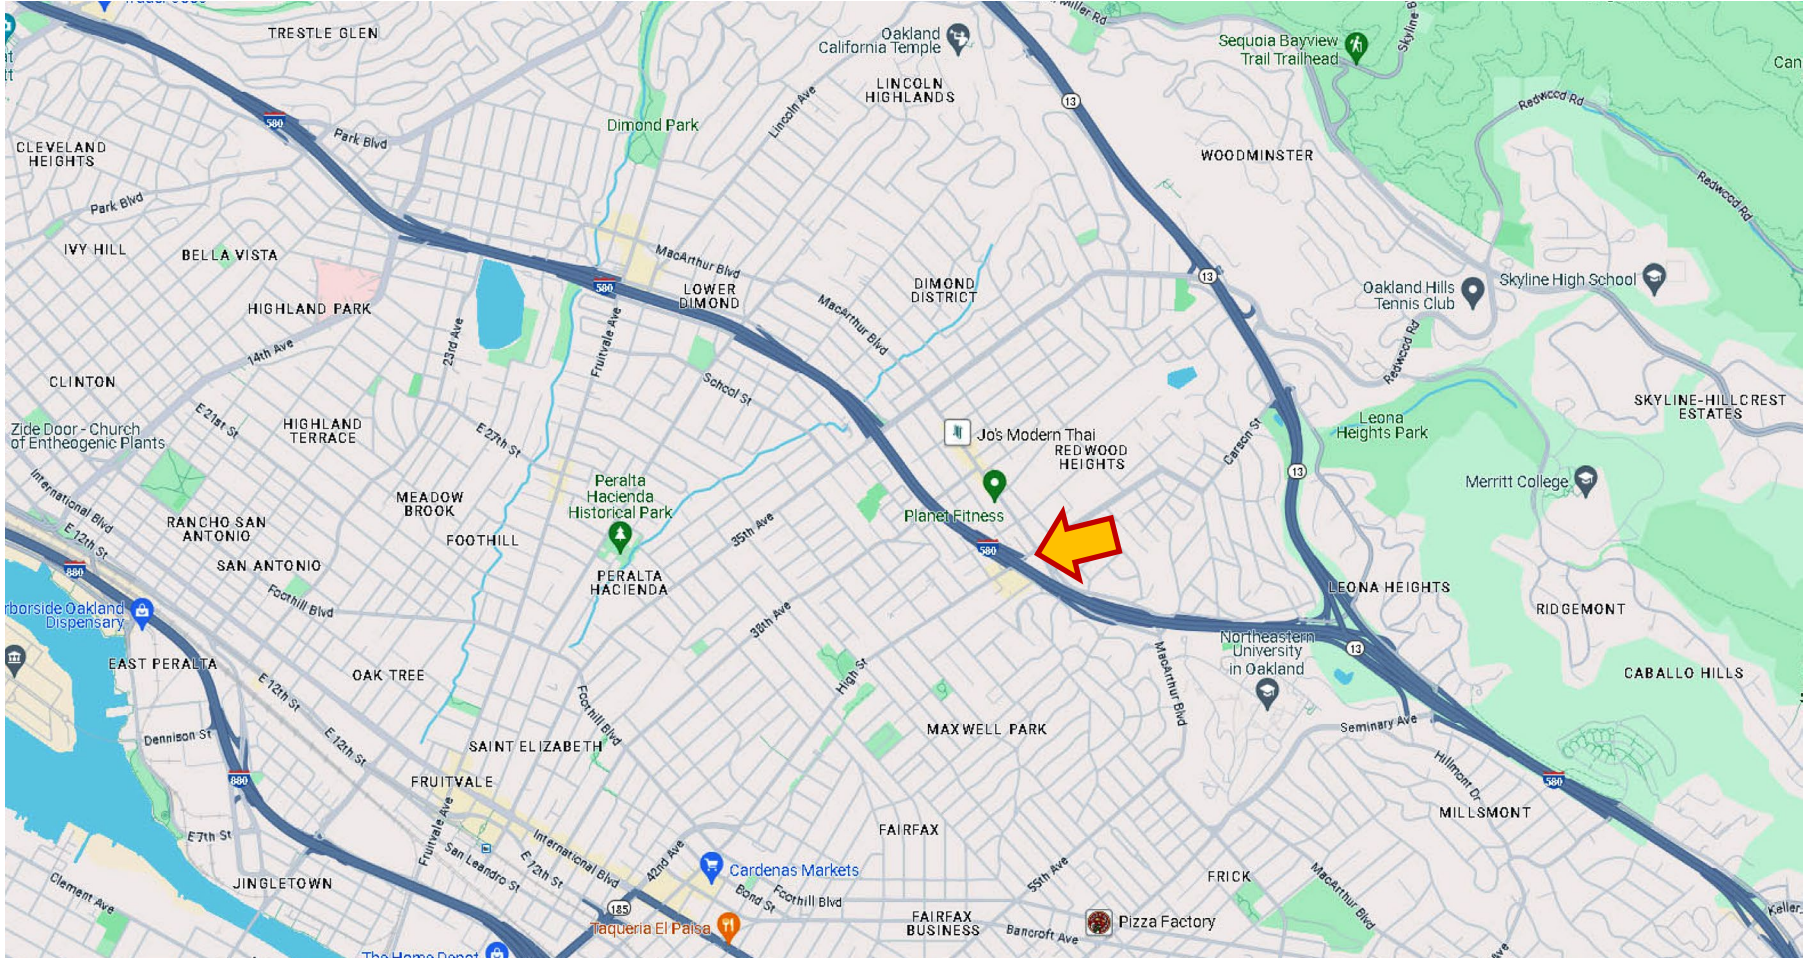 TRESTLE GLEN
Oakland
California Temple
Miller Rd
Sequoia Bayview
Trail Trailhead
LINCOLN
HIGHLANDS
Lincoln Ave
13
Redwood Rd
580
Dimond Park
Park Blvd
CLEVELAND
HEIGHTS
WOODMINSTER
Redwood Rd
Park Blvd
IVY HILL
BELLA VISTA
MacArthur Blvd
13
Skyline High School
LOWER
DIMOND
580
DIMOND
DISTRICT
Oakland Hills
Tennis Club
HIGHLAND PARK
MacArthur Blvd
23rd Ave
Fruitvale Ave
14th Ave
Redwood Rd
CLINTON
School St
SKYLINE-HILLCREST
ESTATES
E 21st St
HIGHLAND
TERRACE
E 27th St
Zide Door - Church
of Entheogenic Plants
Leona
Heights Park
Jo's Modern Thai
REDWOOD
HEIGHTS
Carson St
13
Merritt College
International Blvd
E 12th St
Peralta
Hacienda
Historical Park
MEADOW
BROOK
Planet Fitness
RANCHO SAN
ANTONIO
35th Ave
FOOTHILL
580
SAN ANTONIO
880
PERALTA
HACIENDA
LEONA HEIGHTS
Foothill Blvd
RIDGEMONT
rborside Oakland
Dispensary
38th Ave
Northeastern
University
in Oakland
13
EAST PERALTA
OAK TREE
High St
MacArthur Blvd
CABALLO HILLS
E 12th St
Foothill Blvd
MAXWELL PARK
Seminary Ave
Dennison St
E 12th St
SAINT ELIZABETH
880
FRUITVALE
Hillmont Dr
580
MILLSMONT
E 7th St
Fruitvale Ave
FAIRFAX
San Leandro St
E 12th St
International Blvd
42nd Ave
Cardenas Markets
Bond St
Foothill Blvd
55th Ave
FRICK
MacArthur Blvd
JINGLETOWN
Clement Ave
185
Taqueria El Paisa
FAIRFAX
BUSINESS
Bancroft Ave
Pizza Factory
Keller
The Home Depot